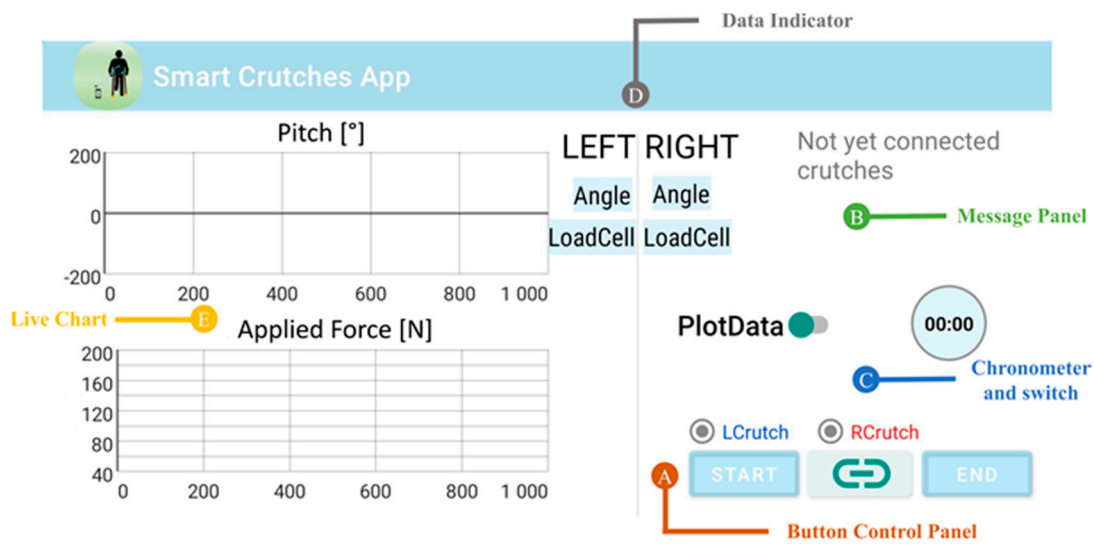 Data Indicator
Smart Crutches App
D
Pitch [°]
200
0
-200
0 200 400 600 800 1 000
LEFT RIGHT
Angle Angle
LoadCell LoadCell
Not yet connected
crutches
B Message Panel
Live Chart E
Applied Force [N]
200
160
120
80
40
0 200 400 600 800 1 000
PlotData
00:00
C Chronometer
and switch
LCrutch RCrutch
A START END
Button Control Panel